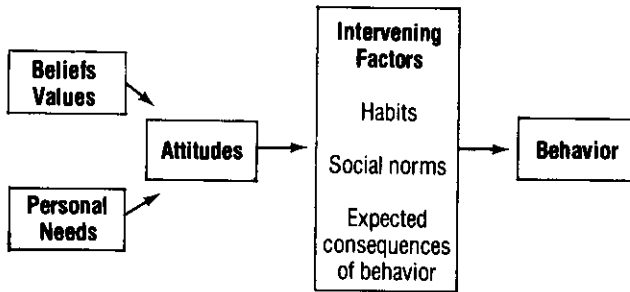 Beliefs
Values
Personal
Needs
Attitudes
Intervening
Factors
Habits
Social norms
Expected
consequences
of behavior
Behavior